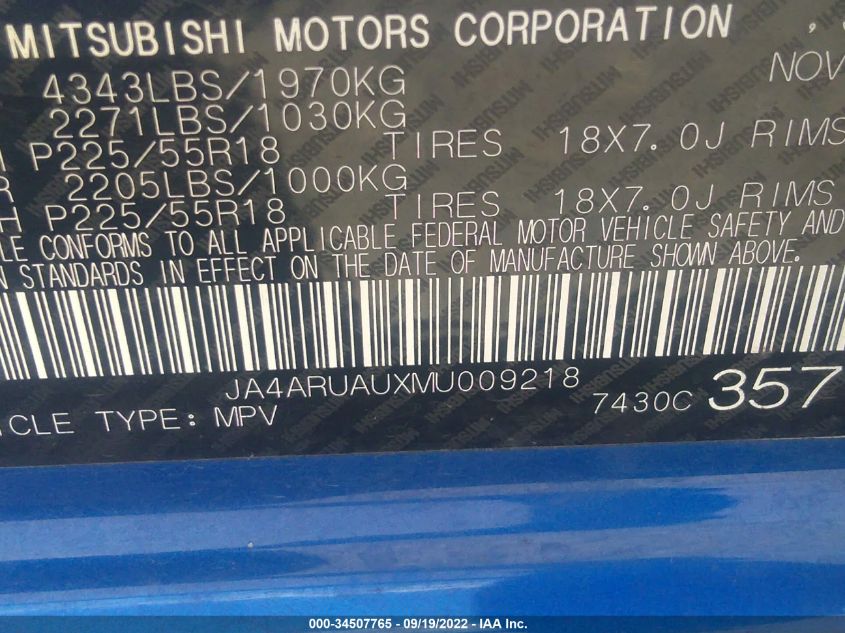 MITSUBISHI MOTORS CORPORATION
4343LBS/1970KG NOV
2271LBS/1030KG
P225/55R18 TIRES 18X7.0J RIMS
2205LBS/1000KG
P225/55R18 TIRES 18X7.0J RIMS
CONFORMS TO ALL APPLICABLE FEDERAL MOTOR VEHICLE SAFETY AND
STANDARDS IN EFFECT ON THE DATE OF MANUFACTURE SHOWN ABOVE.
JA4ARUAUXMU009218
7430C 357
TYPE: MPV
000-34507765 - 09/19/2022 - IAA Inc.